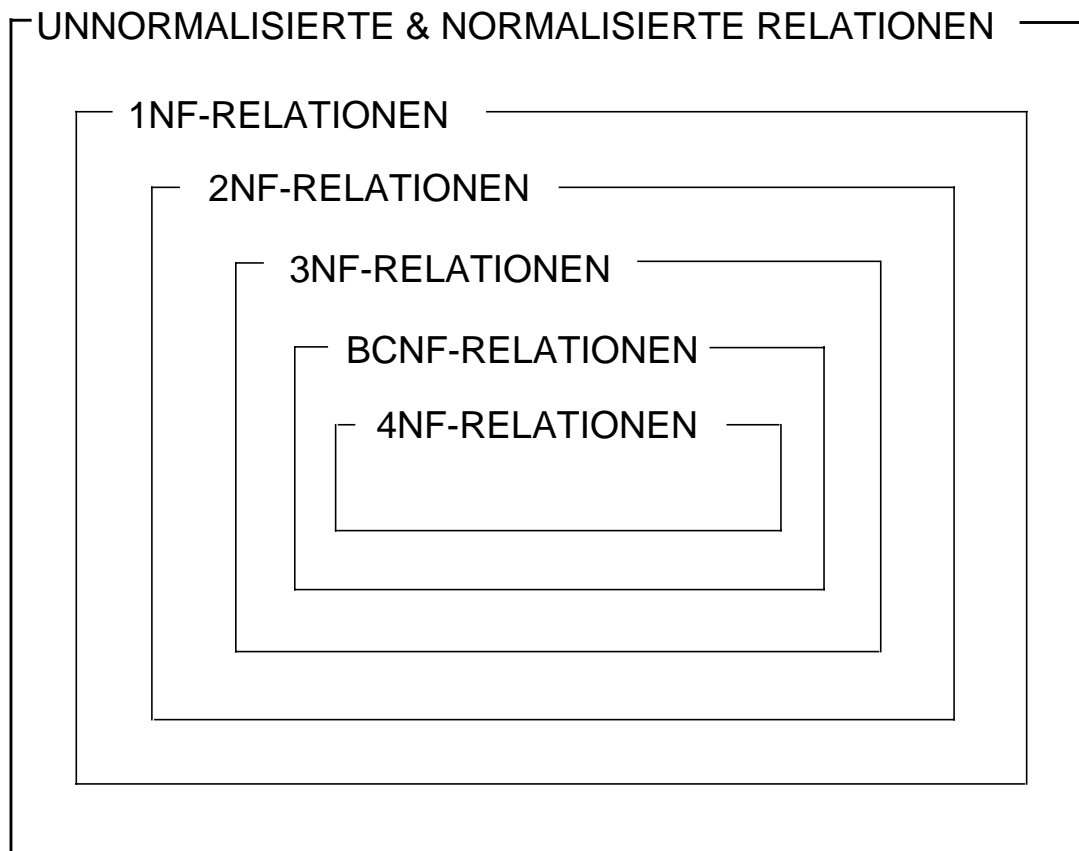 UNNORMALISIERTE & NORMALISIERTE RELATIONEN
1NF-RELATIONEN
2NF-RELATIONEN
3NF-RELATIONEN
BCNF-RELATIONEN
4NF-RELATIONEN